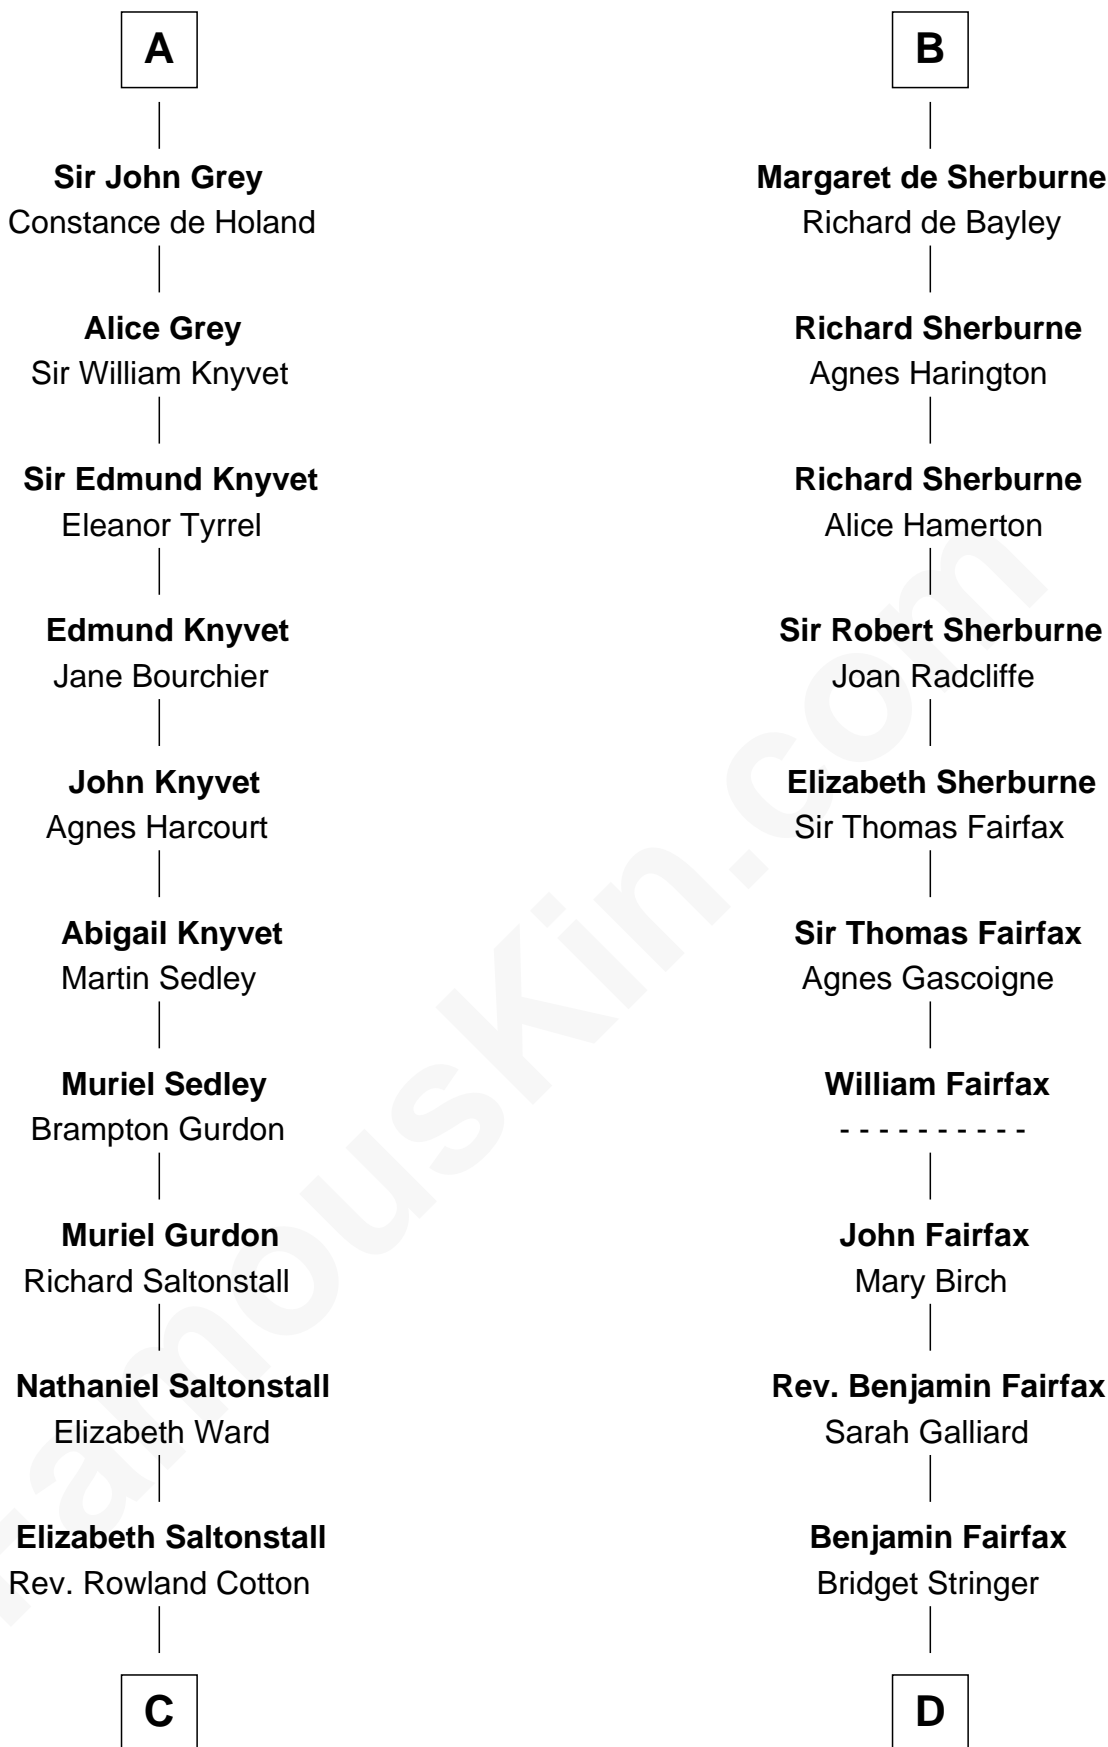 A
Sir John Grey
Constance de Holand
Alice Grey
Sir William Knyvet
Sir Edmund Knyvet
Eleanor Tyrrel
Edmund Knyvet
Jane Bourchier
John Knyvet
Agnes Harcourt
Abigail Knyvet
Martin Sedley
Muriel Sedley
Brampton Gurdon
Muriel Gurdon
Richard Saltonstall
Nathaniel Saltonstall
Elizabeth Ward
Elizabeth Saltonstall
Rev. Rowland Cotton
C
B
Margaret de Sherburne
Richard de Bayley
Richard Sherburne
Agnes Harington
Richard Sherburne
Alice Hamerton
Sir Robert Sherburne
Joan Radcliffe
Elizabeth Sherburne
Sir Thomas Fairfax
Sir Thomas Fairfax
Agnes Gascoigne
William Fairfax
- - - - - - - - - -
John Fairfax
Mary Birch
Rev. Benjamin Fairfax
Sarah Galliard
Benjamin Fairfax
Bridget Stringer
D
FamousKin.com